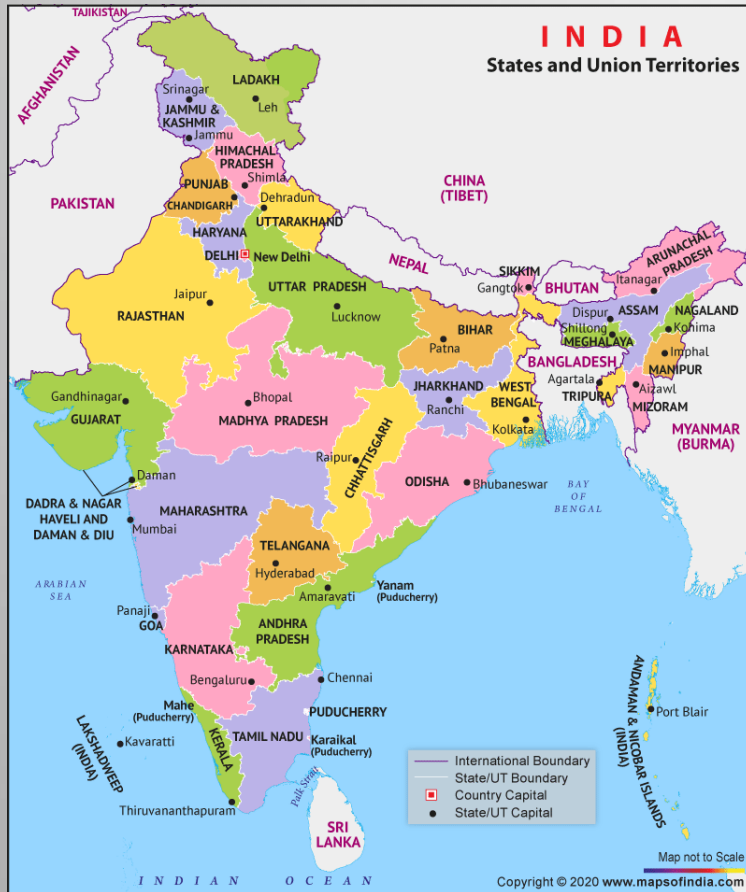 TAJIKISTAN
INDIA
States and Union Territories
AFGHANISTAN
LADAKH
Srinagar
Leh
JAMMU &
KASHMIR
Jammu
HIMACHAL
PRADESH
Shimla
PUNJAB
CHANDIGARH
Dehradun
UTTARAKHAND
CHINA
(TIBET)
PAKISTAN
HARYANA
DELHI
New Delhi
NEPAL
SIKKIM
Gangtok
BHUTAN
ARUNACHAL
PRADESH
Itanagar
UTTAR PRADESH
Lucknow
Jaipur
RAJASTHAN
BIHAR
Patna
Dispur
ASSAM
NAGALAND
Shillong
MEGHALAYA
Kohima
Imphal
MANIPUR
BANGLADESH
Agartala
TRIPURA
Aizawl
MIZORAM
MYANMAR
(BURMA)
Gandhinagar
GUJARAT
Bhopal
MADHYA PRADESH
JHARKHAND
Ranchi
WEST
BENGAL
Kolkata
Raipur
CHHATTISGARH
ODISHA
Bhubaneswar
BAY
OF
BENGAL
Daman
DADRA & NAGAR
HAVELI AND
DAMAN & DIU
MAHARASHTRA
Mumbai
TELANGANA
Hyderabad
ARABIAN
SEA
Amaravati
Yanam
(Puducherry)
Panaji
GOA
ANDHRA
PRADESH
KARNATAKA
Bengaluru
Chennai
Mahe
(Puducherry)
PUDUCHERRY
KERALA
TAMIL NADU
Karaikal
(Puducherry)
LAKSHADWEEP
(INDIA)
Kavaratti
Thiruvananthapuram
Palk Strait
SRI
LANKA
ANDAMAN & NICOBAR ISLANDS
(INDIA)
Port Blair
International Boundary
State/UT Boundary
Country Capital
State/UT Capital
Map not to Scale
INDIAN OCEAN
Copyright © 2020 www.mapsofindia.com